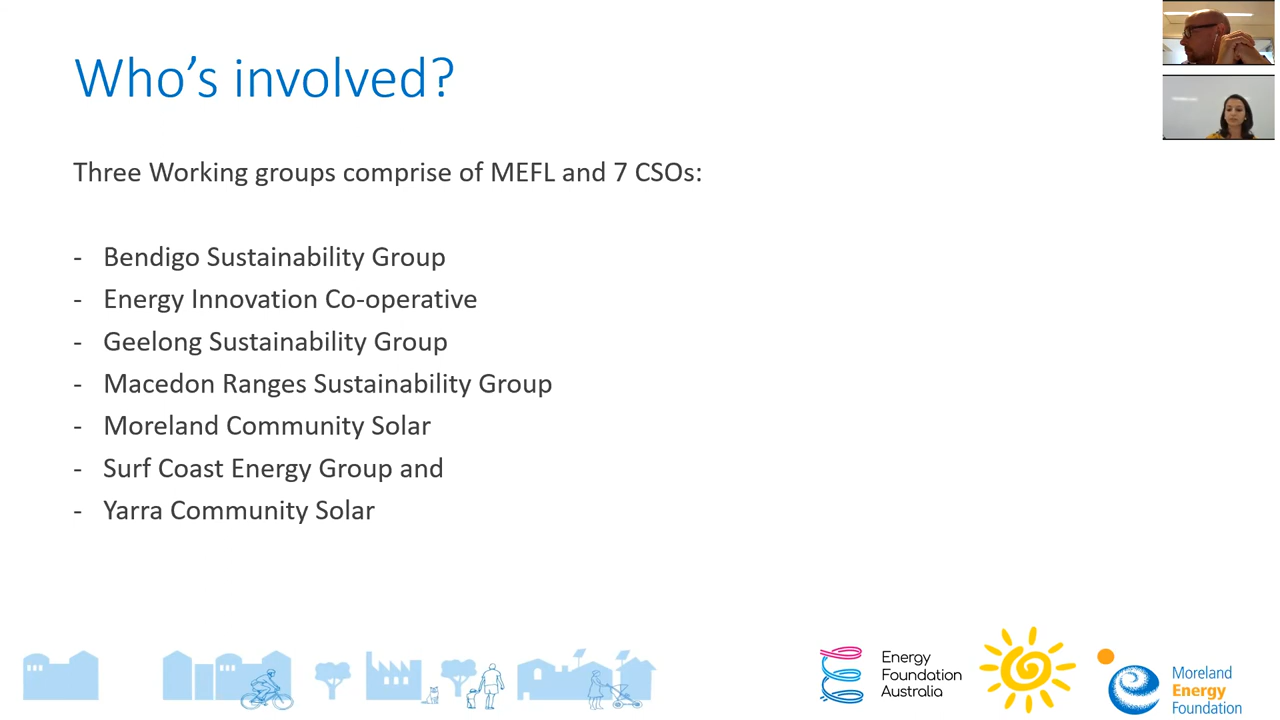 Who's involved?
Three Working groups comprise of MEFL and 7 CSOs:
- Bendigo Sustainability Group
- Energy Innovation Co-operative
- Geelong Sustainability Group
- Macedon Ranges Sustainability Group
- Moreland Community Solar
- Surf Coast Energy Group and
- Yarra Community Solar
Energy
Foundation
Australia
Moreland
Energy
Foundation